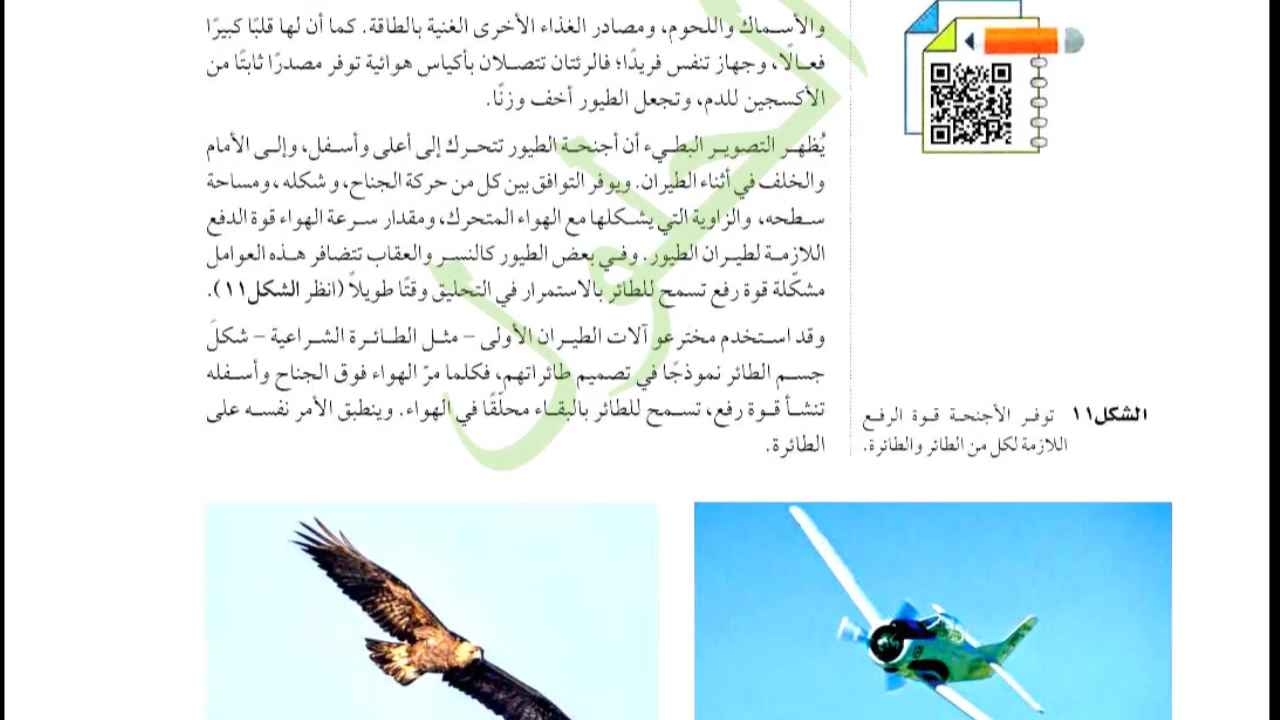 والأسماك واللحوم، ومصادر الغذاء الأخرى الغنية بالطاقة. كما أن لها قلبًا كبيرًا
فعالًا، وجهاز تنفس فريدًا؛ فالرئتان تتصلان بأكياس هوائية توفر مصدرًا ثابتًا من
الأكسجين للدم، وتجعل الطيور أخف وزنًا.
يُظهر التصوير البطيء أن أجنحة الطيور تتحرك إلى أعلى وأسفل، وإلى الأمام
والخلف في أثناء الطيران. ويوفر التوافق بين كل من حركة الجناح، وشكله، ومساحة
سطحه، والزاوية التي يشكلها مع الهواء المتحرك، ومقدار سرعة الهواء قوة الدفع
اللازمة لطيران الطيور. وفي بعض الطيور كالنسر والعقاب تتضافر هذه العوامل
مشكّلة قوة رفع تسمح للطائر بالاستمرار في التحليق وقتًا طويلاً (انظر الشكل١١).
وقد استخدم مخترعو آلات الطيران الأولى – مثل الطائرة الشراعية – شكلَ
جسم الطائر نموذجًا في تصميم طائراتهم، فكلما مرّ الهواء فوق الجناح وأسفله
تنشأ قوة رفع، تسمح للطائر بالبقاء محلّقًا في الهواء. وينطبق الأمر نفسه على
الطائرة.
الشكل١١ توفر الأجنحة قوة الرفع
اللازمة لكل من الطائر والطائرة.
الحلول